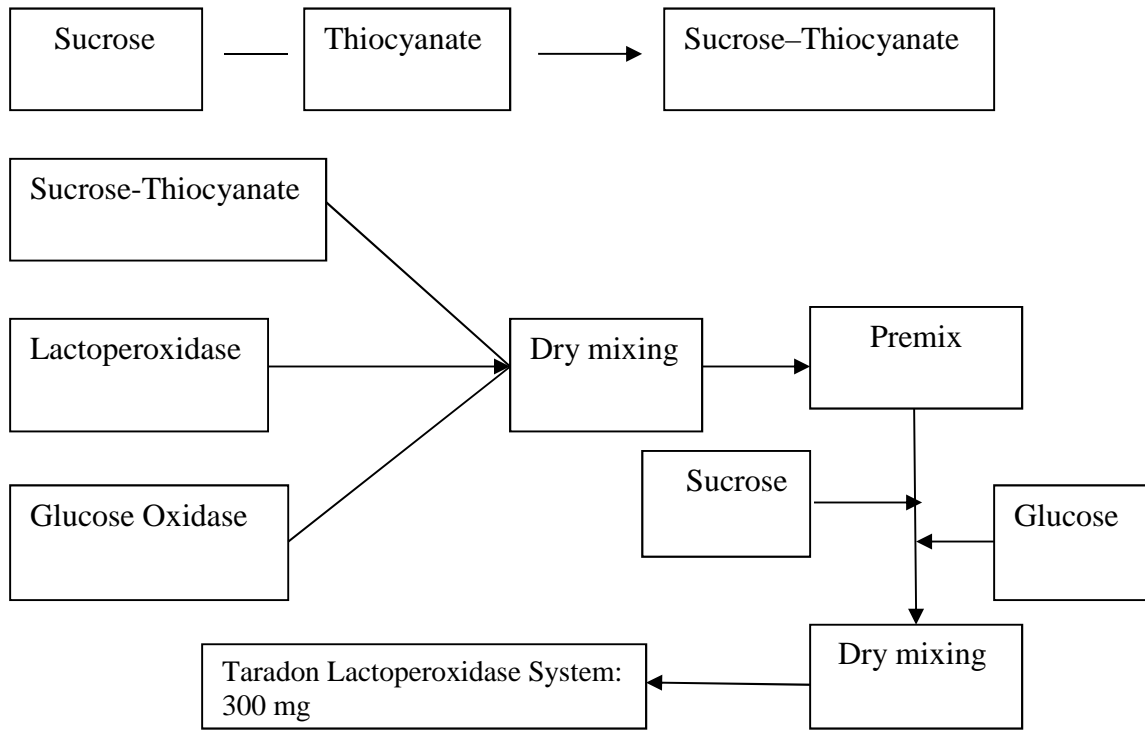 Sucrose
Thiocyanate
Sucrose–Thiocyanate
Sucrose-Thiocyanate
Lactoperoxidase
Dry mixing
Premix
Sucrose
Glucose Oxidase
Glucose
Dry mixing
Taradon Lactoperoxidase System:
300 mg